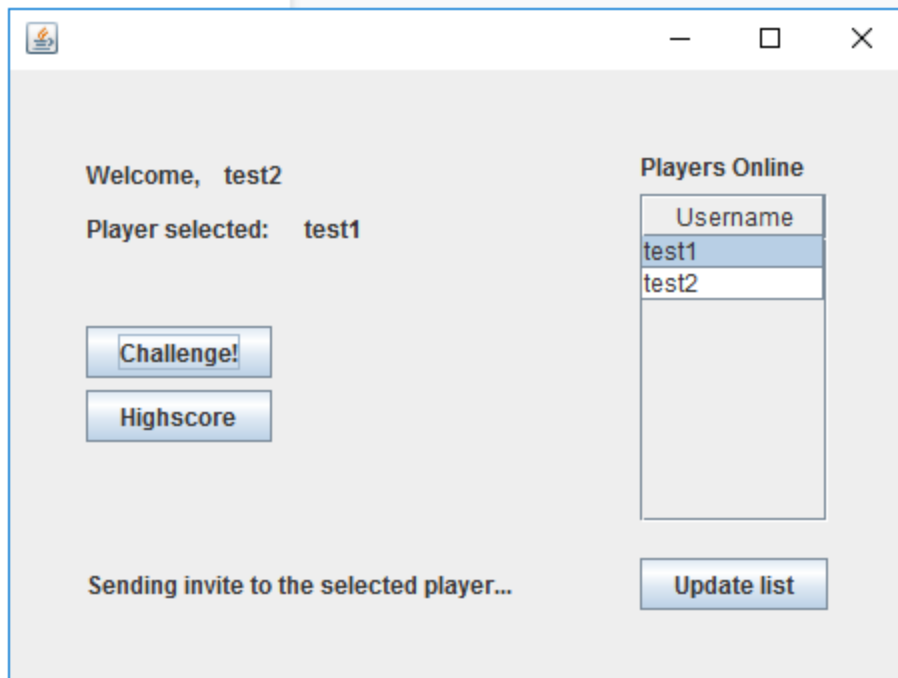 Welcome, test2
Player selected: test1
Challenge!
Highscore
Sending invite to the selected player...
Players Online
Username
test1
test2
Update list